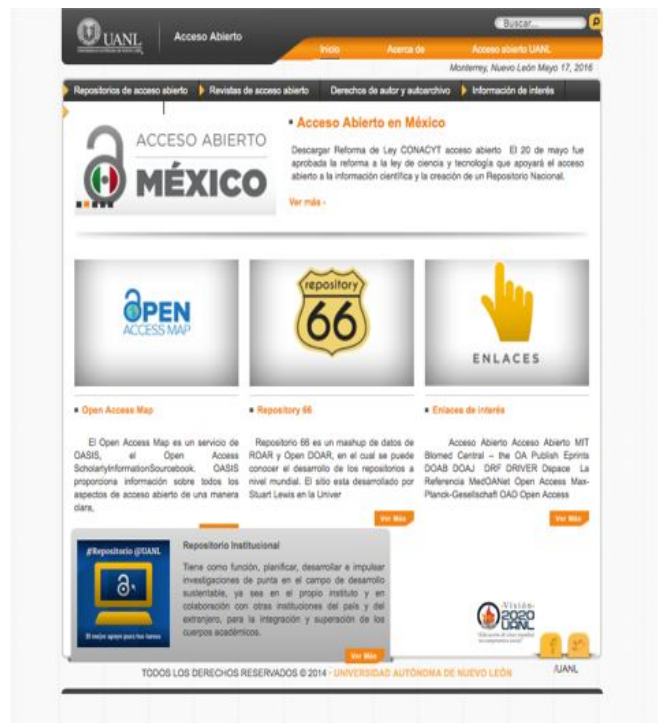 UANL
Acceso Abierto
Buscar...
Inicio Acerca de Acceso abierto UANL
Monterrey, Nuevo León Mayo 17, 2016
Repositorios de acceso abierto Revistas de acceso abierto Derechos de autor y autoarchivo Información de interés
ACCESO ABIERTO
MÉXICO
Acceso Abierto en México
Descargar Reforma de Ley CONACYT acceso abierto El 20 de mayo fue
aprobada la reforma a la ley de ciencia y tecnología que apoyará el acceso
abierto a la información científica y la creación de un Repositorio Nacional.
Ver más
OPEN
ACCESS MAP
repository
66
ENLACES
Open Access Map
El Open Access Map es un servicio de
OASIS, el Open Access
ScholarlyInformationSourcebook. OASIS
proporciona información sobre todos los
aspectos de acceso abierto de una manera
clara,
Repository 66
Repositorio 66 es un mashup de datos de
ROAR y Open DOAR, en el cual se puede
conocer el desarrollo de los repositorios a
nivel mundial. El sitio esta desarrollado por
Stuart Lewis en la Univer
Ver Más
Enlaces de interés
Acceso Abierto Acceso Abierto MIT
Biomed Central – the OA Publish Eprints
DOAB DOAJ DRF DRIVER Dspace La
Referencia MedOANet Open Access Max-
Planck-Gesellschaft OAD Open Access
Ver Más
#Repositorio @UANL
El mejor apoyo para tus tareas
Repositorio Institucional
Tiene como función, planificar, desarrollar e impulsar
investigaciones de punta en el campo de desarrollo
sustentable, ya sea en el propio instituto y en
colaboración con otras instituciones del país y del
extranjero, para la integración y superación de los
cuerpos académicos.
Ver Más
Visión
2020
UANL
/UANL
TODOS LOS DERECHOS RESERVADOS © 2014 - UNIVERSIDAD AUTÓNOMA DE NUEVO LEÓN